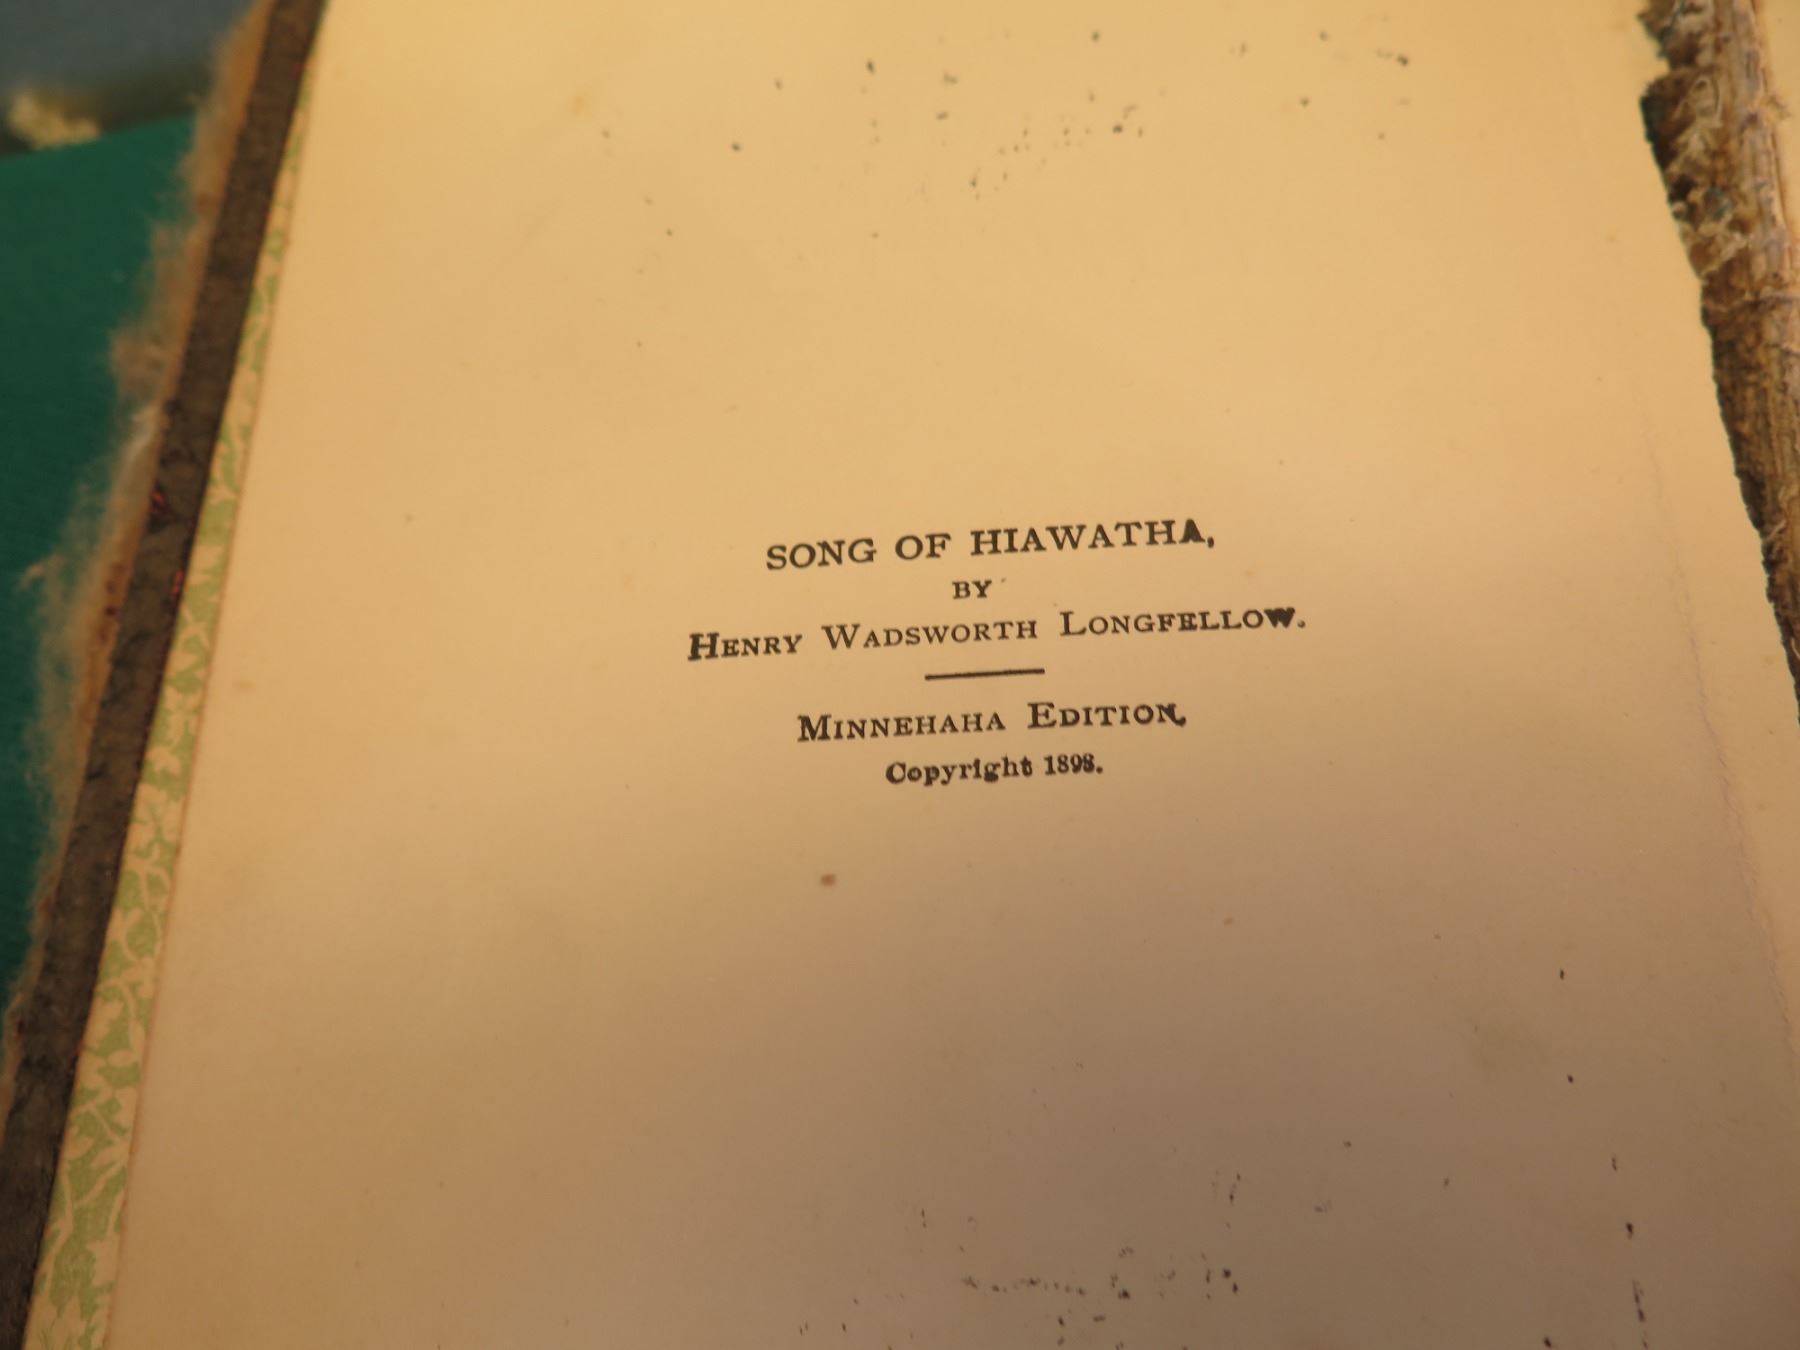 SONG OF HIAWATHA,
BY
HENRY WADSWORTH LONGFELLOW.
MINNEHAHA EDITION,
Copyright 1898.